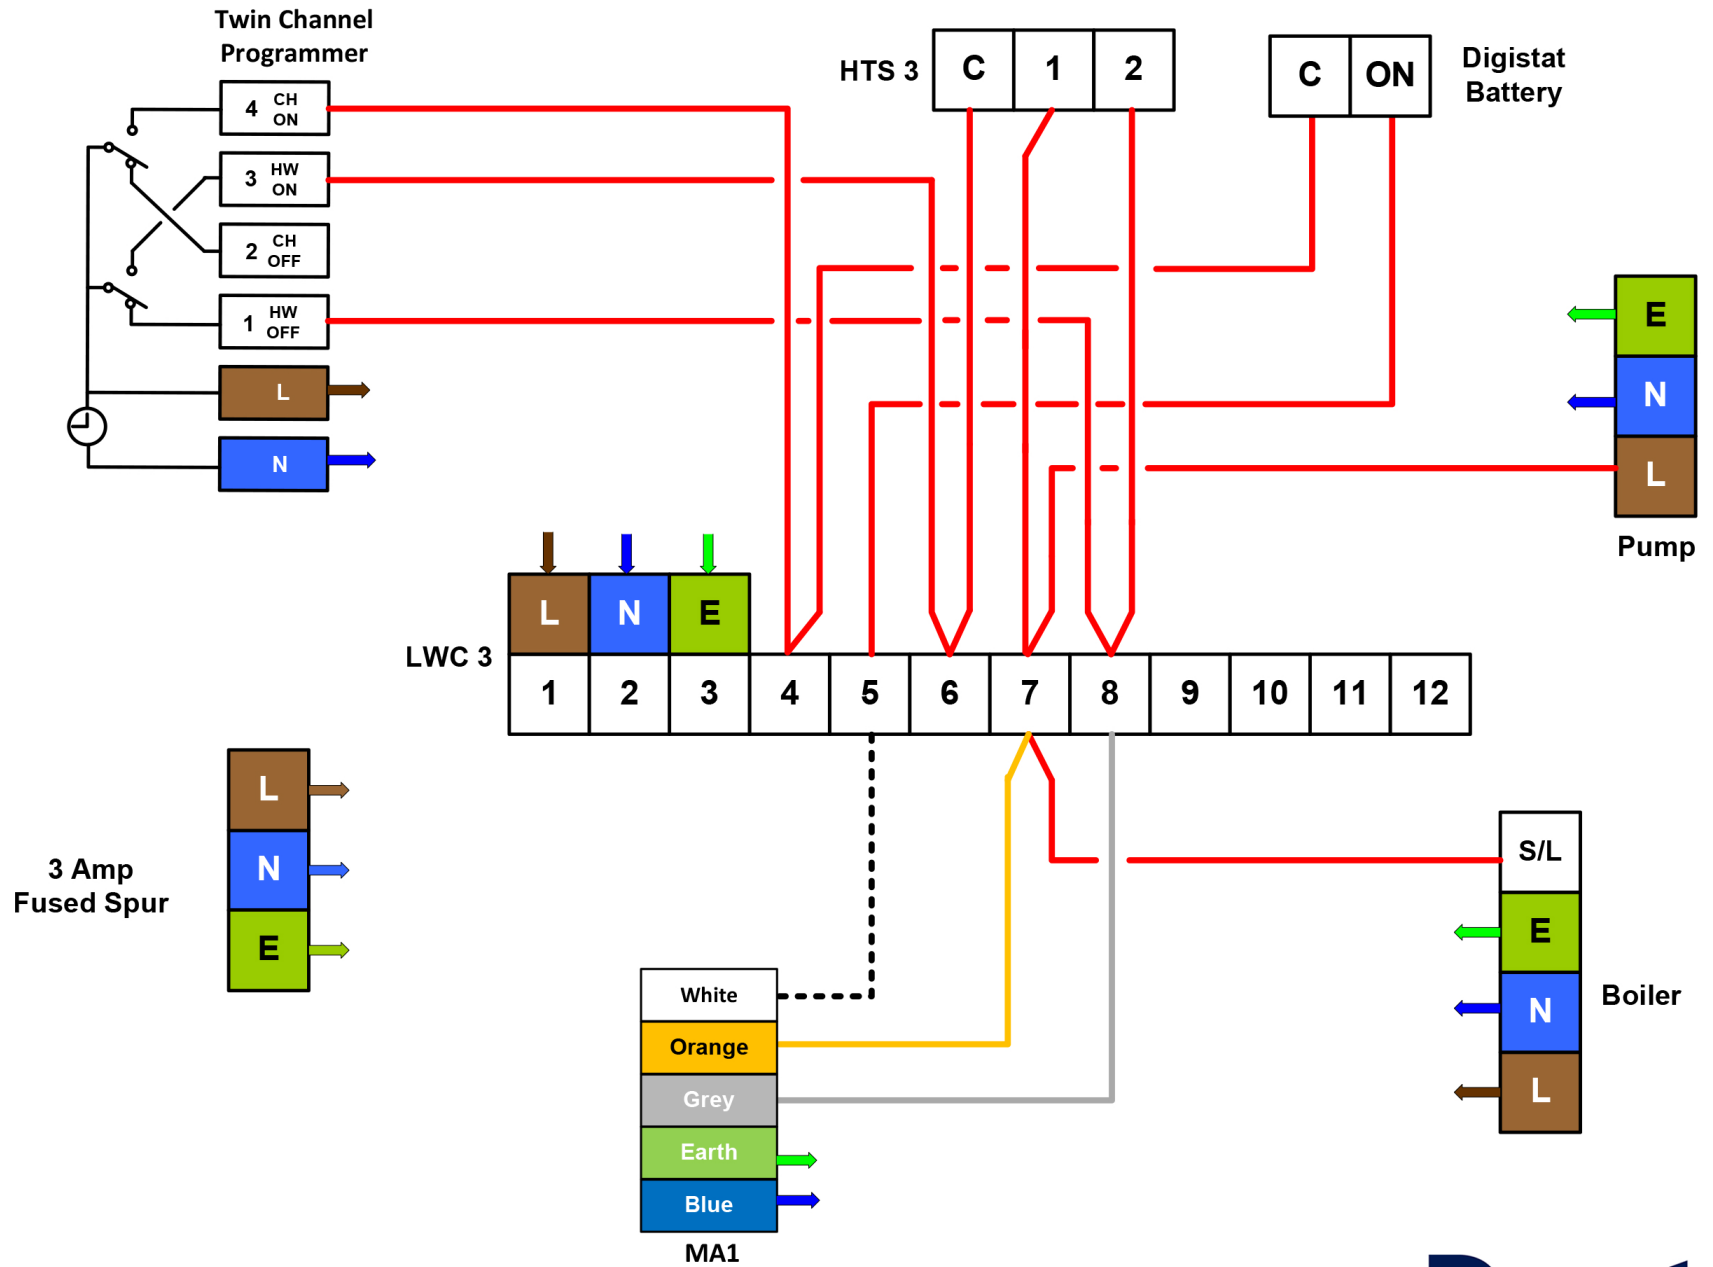 Twin Channel
Programmer
4 CH
ON
3 HW
ON
2 CH
OFF
1 HW
OFF
L
N
HTS 3
C 1 2
C ON
Digistat
Battery
E
N
L
Pump
L N E
LWC 3
1 2 3 4 5 6 7 8 9 10 11 12
L
N
E
3 Amp
Fused Spur
White
Orange
Grey
Earth
Blue
MA1
S/L
E
N
L
Boiler